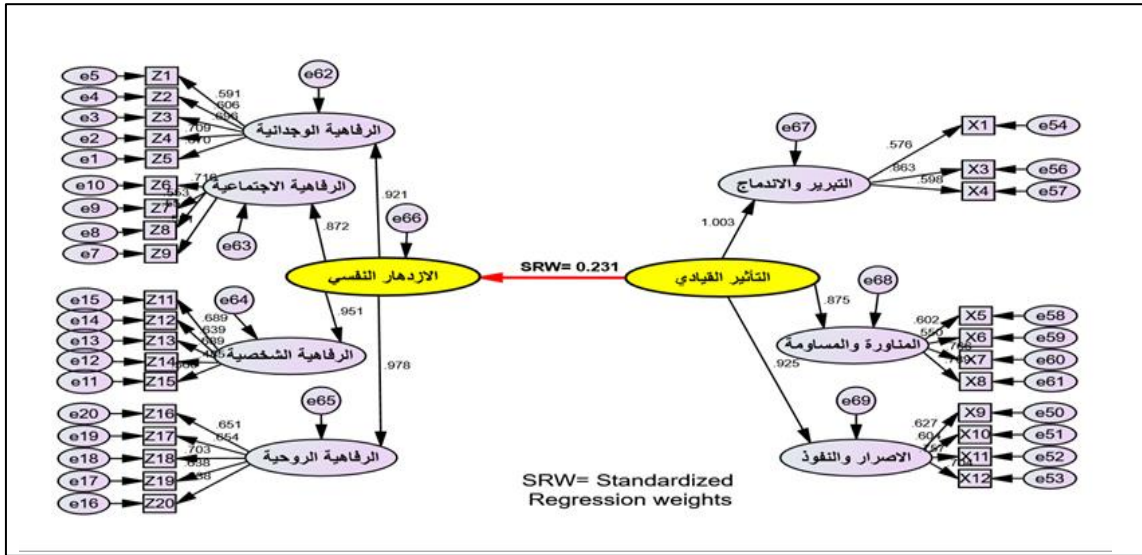 e5 Z1
e4 Z2
e3 Z3
e2 Z4
e1 Z5
.591
.606
.709
e62
الرفاهية الوجدانية
e10 Z6
e9 Z7
e8 Z8
e7 Z9
الرفاهية الاجتماعية
e63
.921
.872
e66
الازدهار النفسي
SRW= 0.231
التأثير القيادي
e15 Z11
e14 Z12
e13 Z13
e12 Z14
e11 Z15
.689
.639
.689
e64
الرفاهية الشخصية
.951
.978
e20 Z16
e19 Z17
e18 Z18
e17 Z19
e16 Z20
.651
.654
.703
.638
e65
الرفاهية الروحية
e67
التبرير والاندماج
.576
.863
.598
X1 e54
X3 e56
X4 e57
1.003
.875
.925
e68
المناورة والمساومة
.602
.550
X5 e58
X6 e59
X7 e60
X8 e61
e69
الاصرار والنفوذ
.627
X9 e50
X10 e51
X11 e52
X12 e53
SRW= Standardized
Regression weights